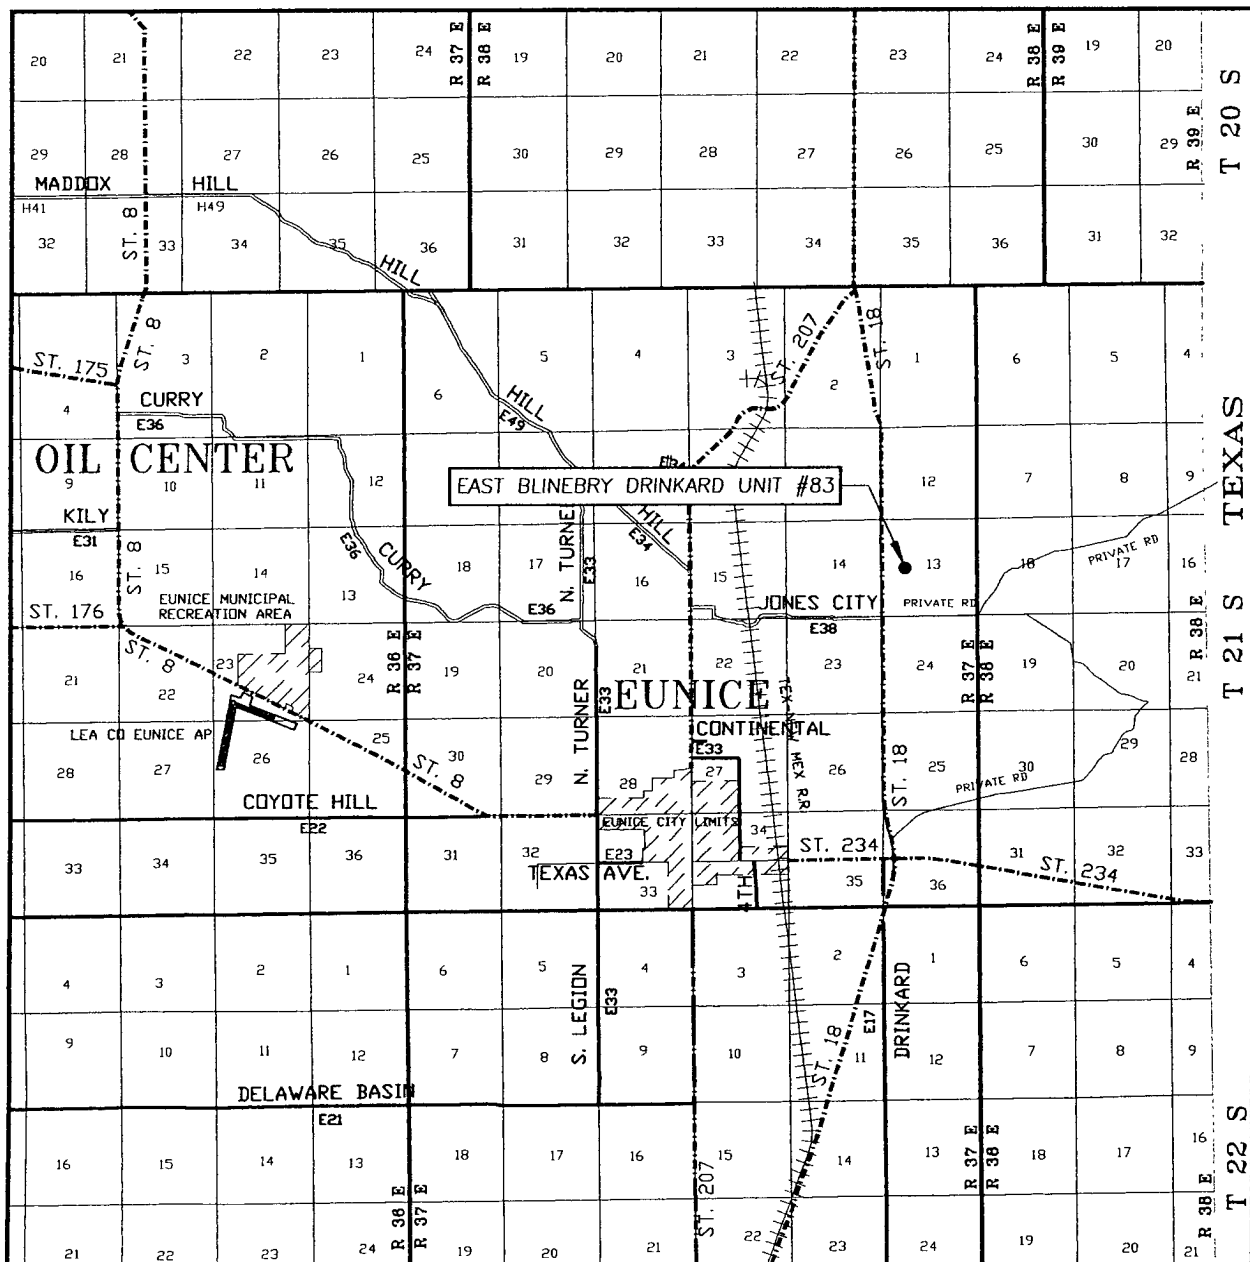 20 21 22 23 24 R 37 E R 38 E 19 20 21 22 23 24 R 38 E R 39 E 19 20
T 20 S
29 28 27 26 25 30 29 28 27 26 25 30 29 R 39 E
MADDOX HILL
H41 H49
32 ST. 8 33 34 35 36 31 32 33 34 35 36 31 32
HILL
ST. 175 ST. 8 3 2 1 5 4 3 ST. 207 ST. 18 1 6 5 4
4 CURRY 6 HILL 2
E36 E49
OIL CENTER
9 10 11 12 12 7 8 9
TEXAS
EAST BLINEBRY DRINKARD UNIT #83
KILY
E31
E36 CURRY N. TURNER E33 HILL E34
16 ST. 8 15 14 13 18 17 16 15 14 13 18 17 16
PRIVATE RD
EUNICE MUNICIPAL
RECREATION AREA
E36 JONES CITY PRIVATE RD
E38
ST. 176
ST. 8
R 36 E R 37 E R 37 E R 38 E R 38 E
T 21 S
21 22 23 24 19 20 21 22 23 24 19 20 21
EUNICE
N. TURNER E33
CONTINENTAL
E33
TEX NEW MEX R.R.
LEA CO EUNICE AP
28 27 26 25 30 29 28 27 26 25 30 29 28
ST. 8 ST. 18 PRIVATE RD
COYOTE HILL
E22
EUNICE CITY LIMITS
33 34 35 36 31 32 33 34 35 36 31 32 33
E23
TEXAS AVE.
4TH
ST. 234 ST. 234
4 3 2 1 6 5 4 3 2 1 6 5 4
S. LEGION E33 E17 DRINKARD
9 10 11 12 7 8 9 10 11 12 7 8 9
ST. 18
DELAWARE BASIN
E21
16 15 14 13 18 17 16 15 14 13 18 17 16
R 37 E R 38 E
T 22 S
R 36 E R 37 E ST. 207 R 38 E
21 22 23 24 19 20 21 22 23 24 19 20 21